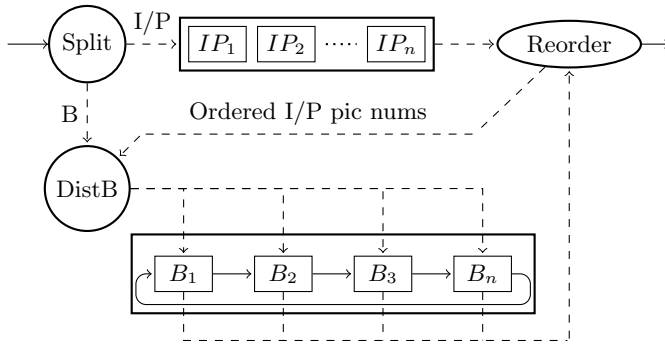 Split
I/P
IP₁ IP₂ ····· IPₙ
Reorder
B
Ordered I/P pic nums
DistB
B₁ B₂ B₃ Bₙ